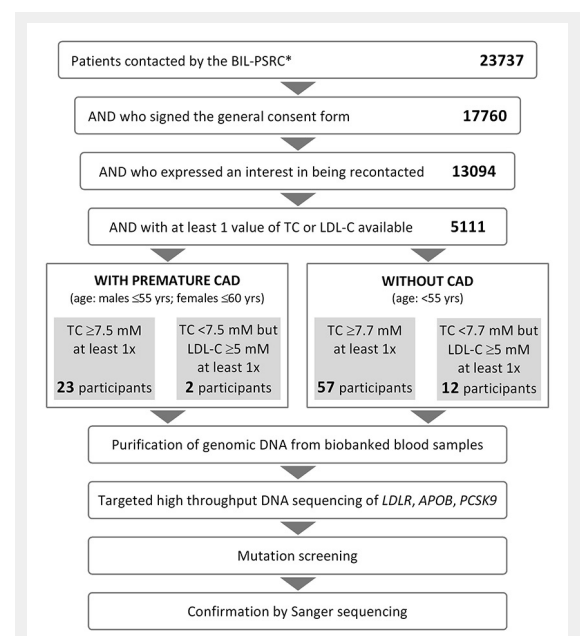 Patients contacted by the BIL-PSRC* 23737
AND who signed the general consent form 17760
AND who expressed an interest in being recontacted 13094
AND with at least 1 value of TC or LDL-C available 5111
WITH PREMATURE CAD
(age: males ≤55 yrs; females ≤60 yrs)
TC ≥7.5 mM
at least 1x
23 participants
TC <7.5 mM but
LDL-C ≥5 mM
at least 1x
2 participants
WITHOUT CAD
(age: <55 yrs)
TC ≥7.7 mM
at least 1x
57 participants
TC <7.7 mM but
LDL-C ≥5 mM
at least 1x
12 participants
Purification of genomic DNA from biobanked blood samples
Targeted high throughput DNA sequencing of LDLR, APOB, PCSK9
Mutation screening
Confirmation by Sanger sequencing